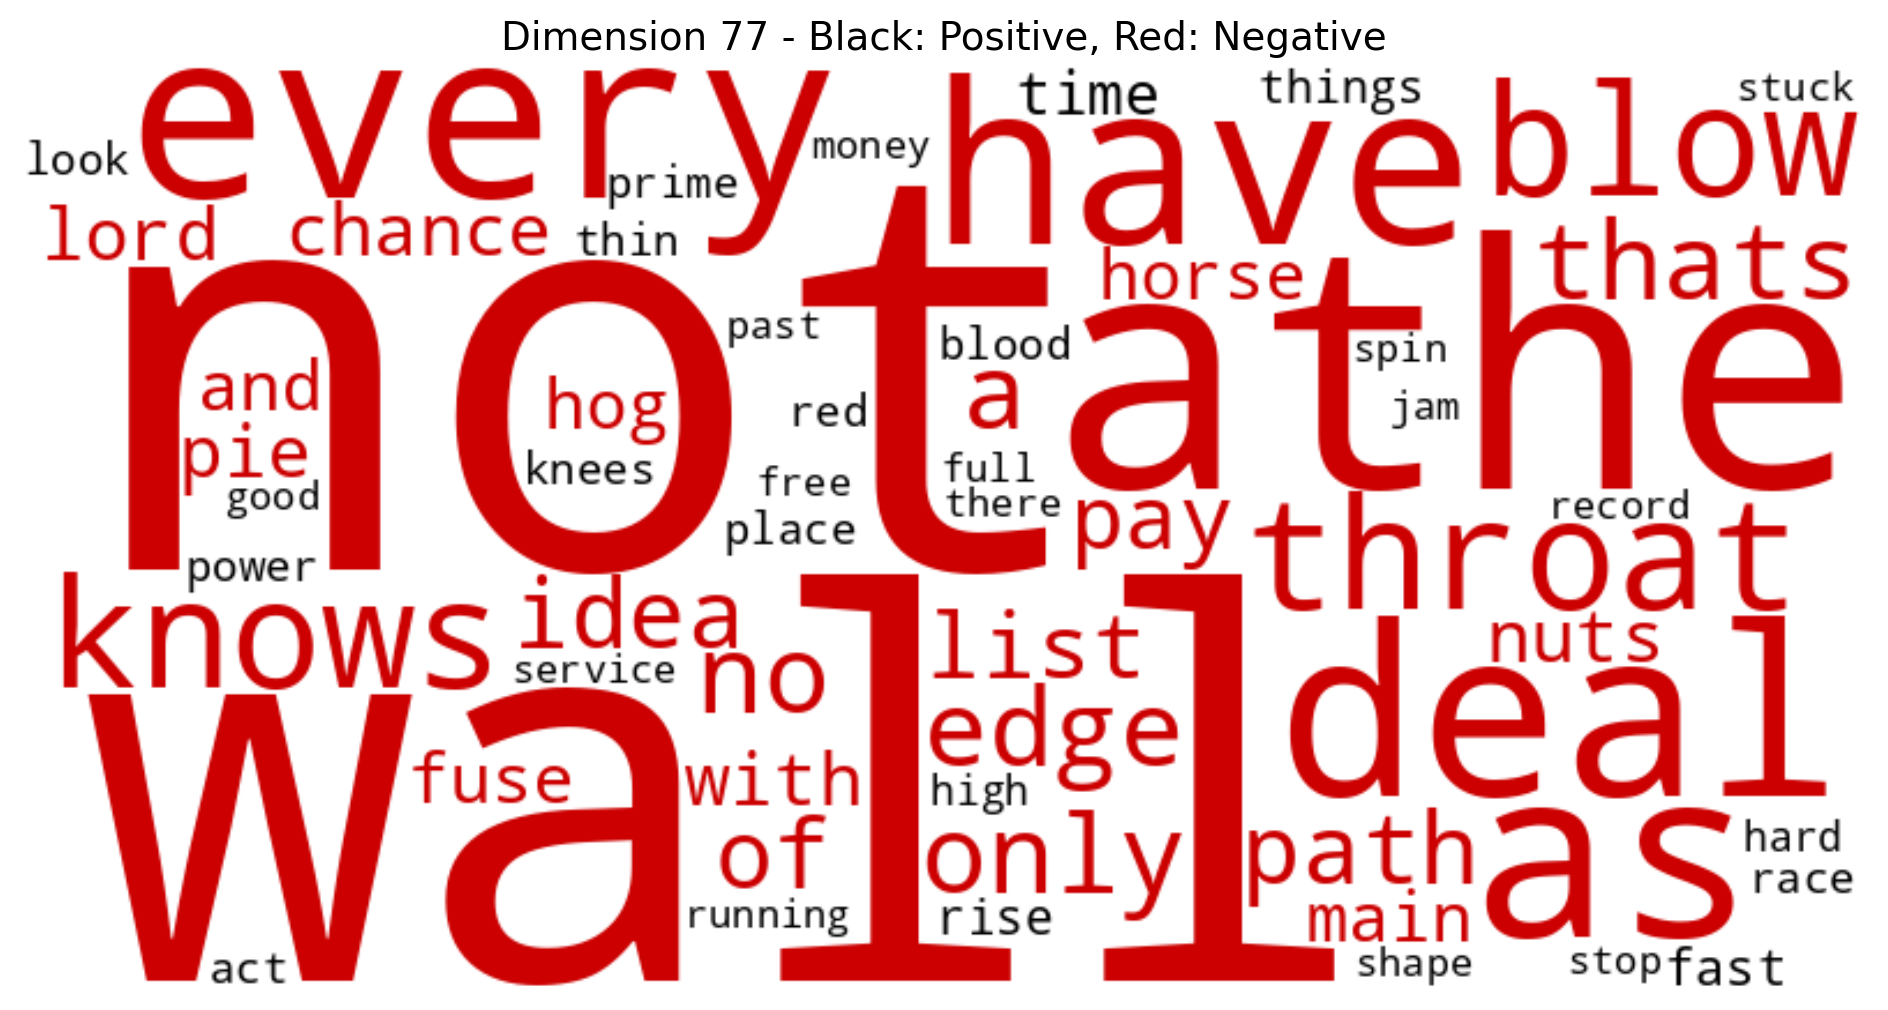 Dimension 77 - Black: Positive, Red: Negative
every have blow time things stuck
look money prime
lord chance thin horse thats
not at the
past blood spin
and hog red a jam
pie knees free full
good place there pay throat record
power
knows idea list nuts
service no deal
wall edge
fuse with high
of only path as hard
race
running rise main
act shape stop fast